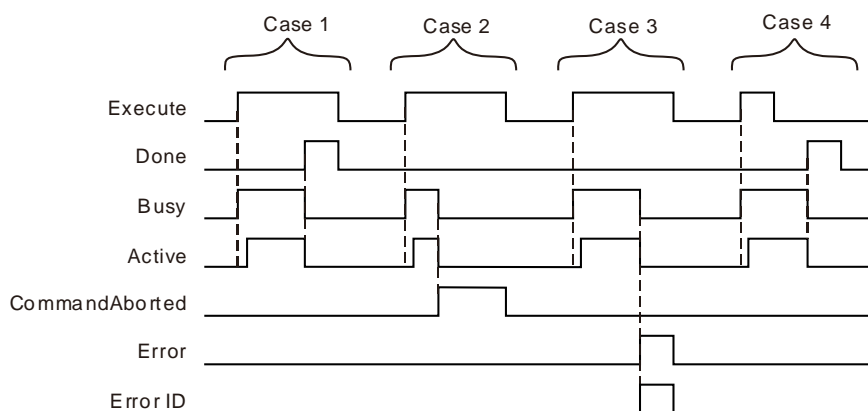 Case 1 Case 2 Case 3 Case 4
Execute
Done
Busy
Active
CommandAborted
Error
Error ID